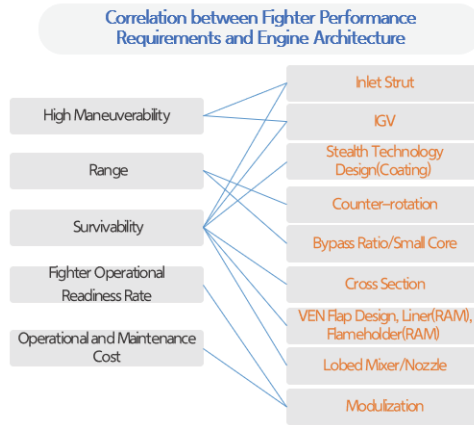 Correlation between Fighter Performance
Requirements and Engine Architecture
High Maneuverability
Range
Survivability
Fighter Operational
Readiness Rate
Operational and Maintenance
Cost
Inlet Strut
IGV
Stealth Technology
Design(Coating)
Counter-rotation
Bypass Ratio/Small Core
Cross Section
VEN Flap Design, Liner(RAM),
Flameholder(RAM)
Lobed Mixer/Nozzle
Modulization